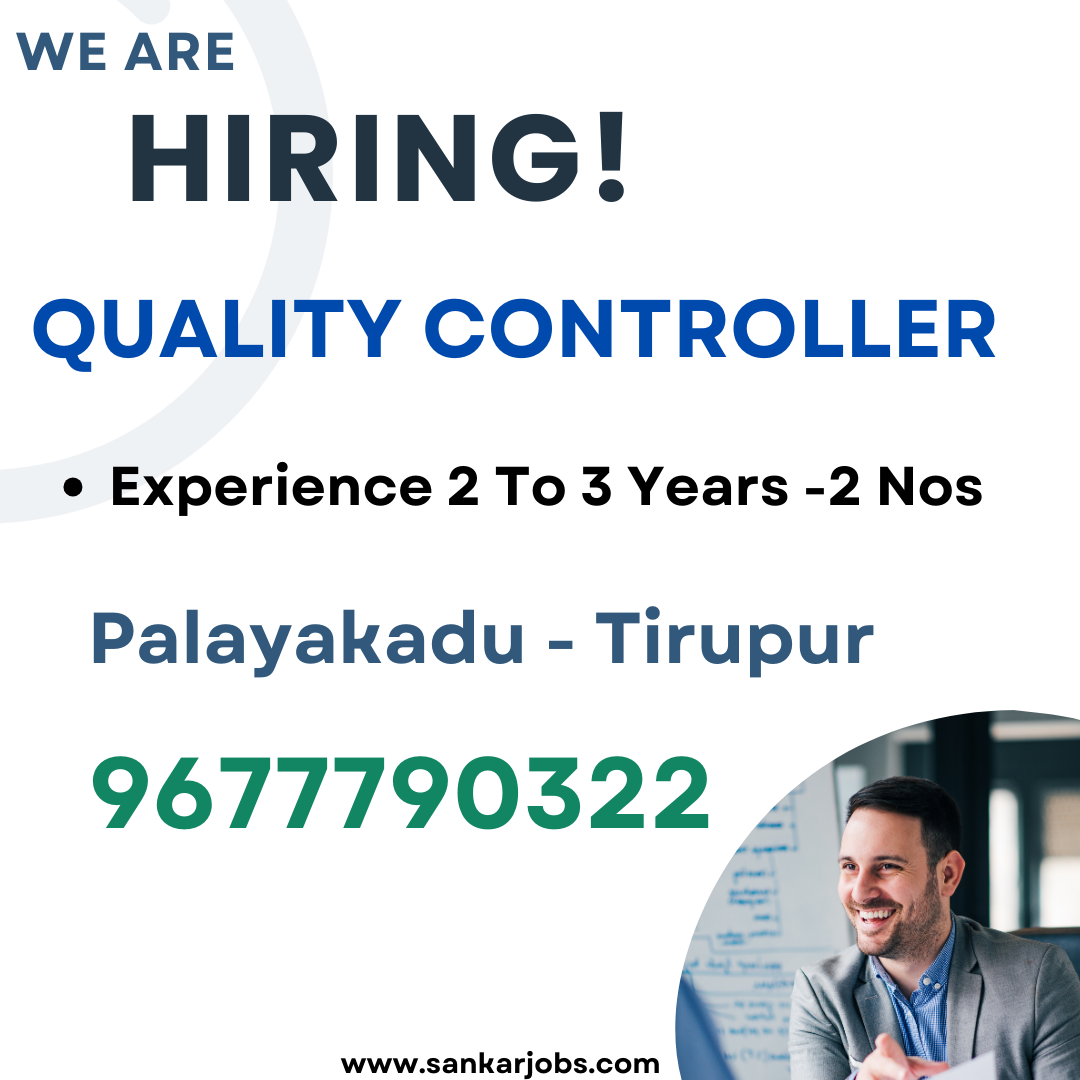 WE ARE
HIRING!
QUALITY CONTROLLER
• Experience 2 To 3 Years -2 Nos
Palayakadu - Tirupur
9677790322
www.sankarjobs.com